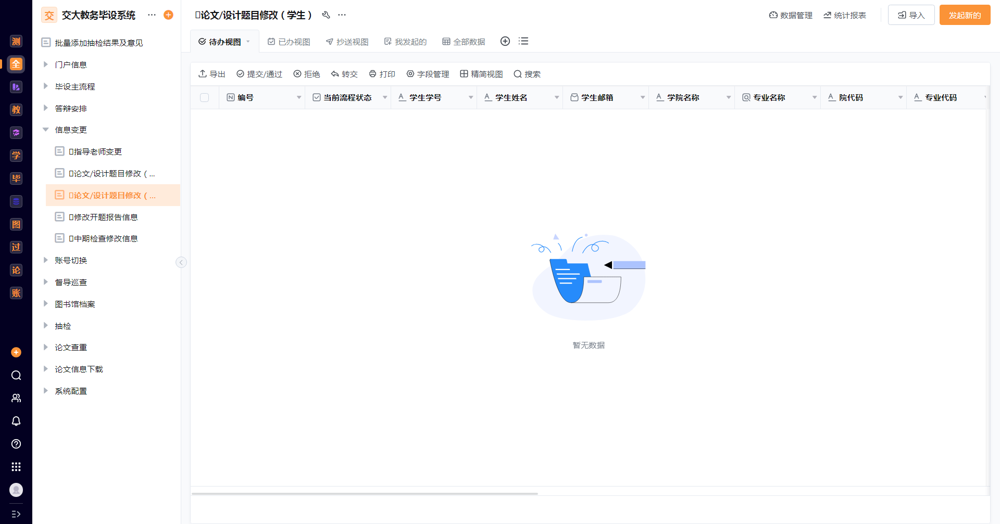 测
全
教
学
毕
图
过
论
账
交 交大教务毕设系统
批量添加抽检结果及意见
门户信息
毕设主流程
答辩安排
信息变更
▯指导老师变更
▯论文/设计题目修改（...
▯论文/设计题目修改（...
▯修改开题报告信息
▯中期检查修改信息
账号切换
督导巡查
图书馆档案
抽检
论文查重
论文信息下载
系统配置
▯论文/设计题目修改（学生）
数据管理 统计报表 导入 发起新的
待办视图 已办视图 抄送视图 我发起的 全部数据
导出 提交/通过 拒绝 转交 打印 字段管理 精简视图 搜索
编号 当前流程状态 学生学号 学生姓名 学生邮箱 学院名称 专业名称 院代码 专业代码
暂无数据